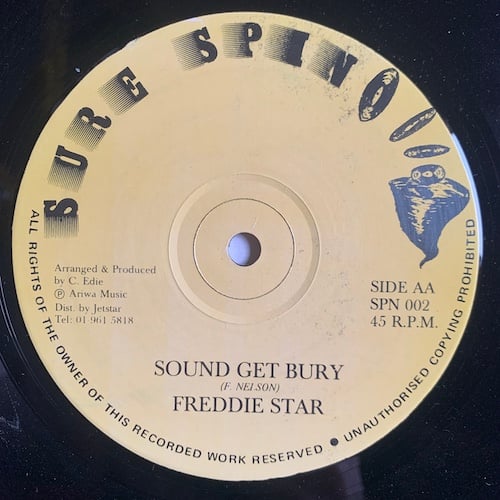 SURE SPIN
Arranged & Produced
by C. Edie
Ⓟ Ariwa Music
Dist. by Jetstar
Tel: 01 961 5818
SIDE AA
SPN 002
45 R.P.M.
SOUND GET BURY
(F. NELSON)
FREDDIE STAR
ALL RIGHTS OF THE OWNER OF THIS RECORDED WORK RESERVED ● UNAUTHORISED COPYING PROHIBITED